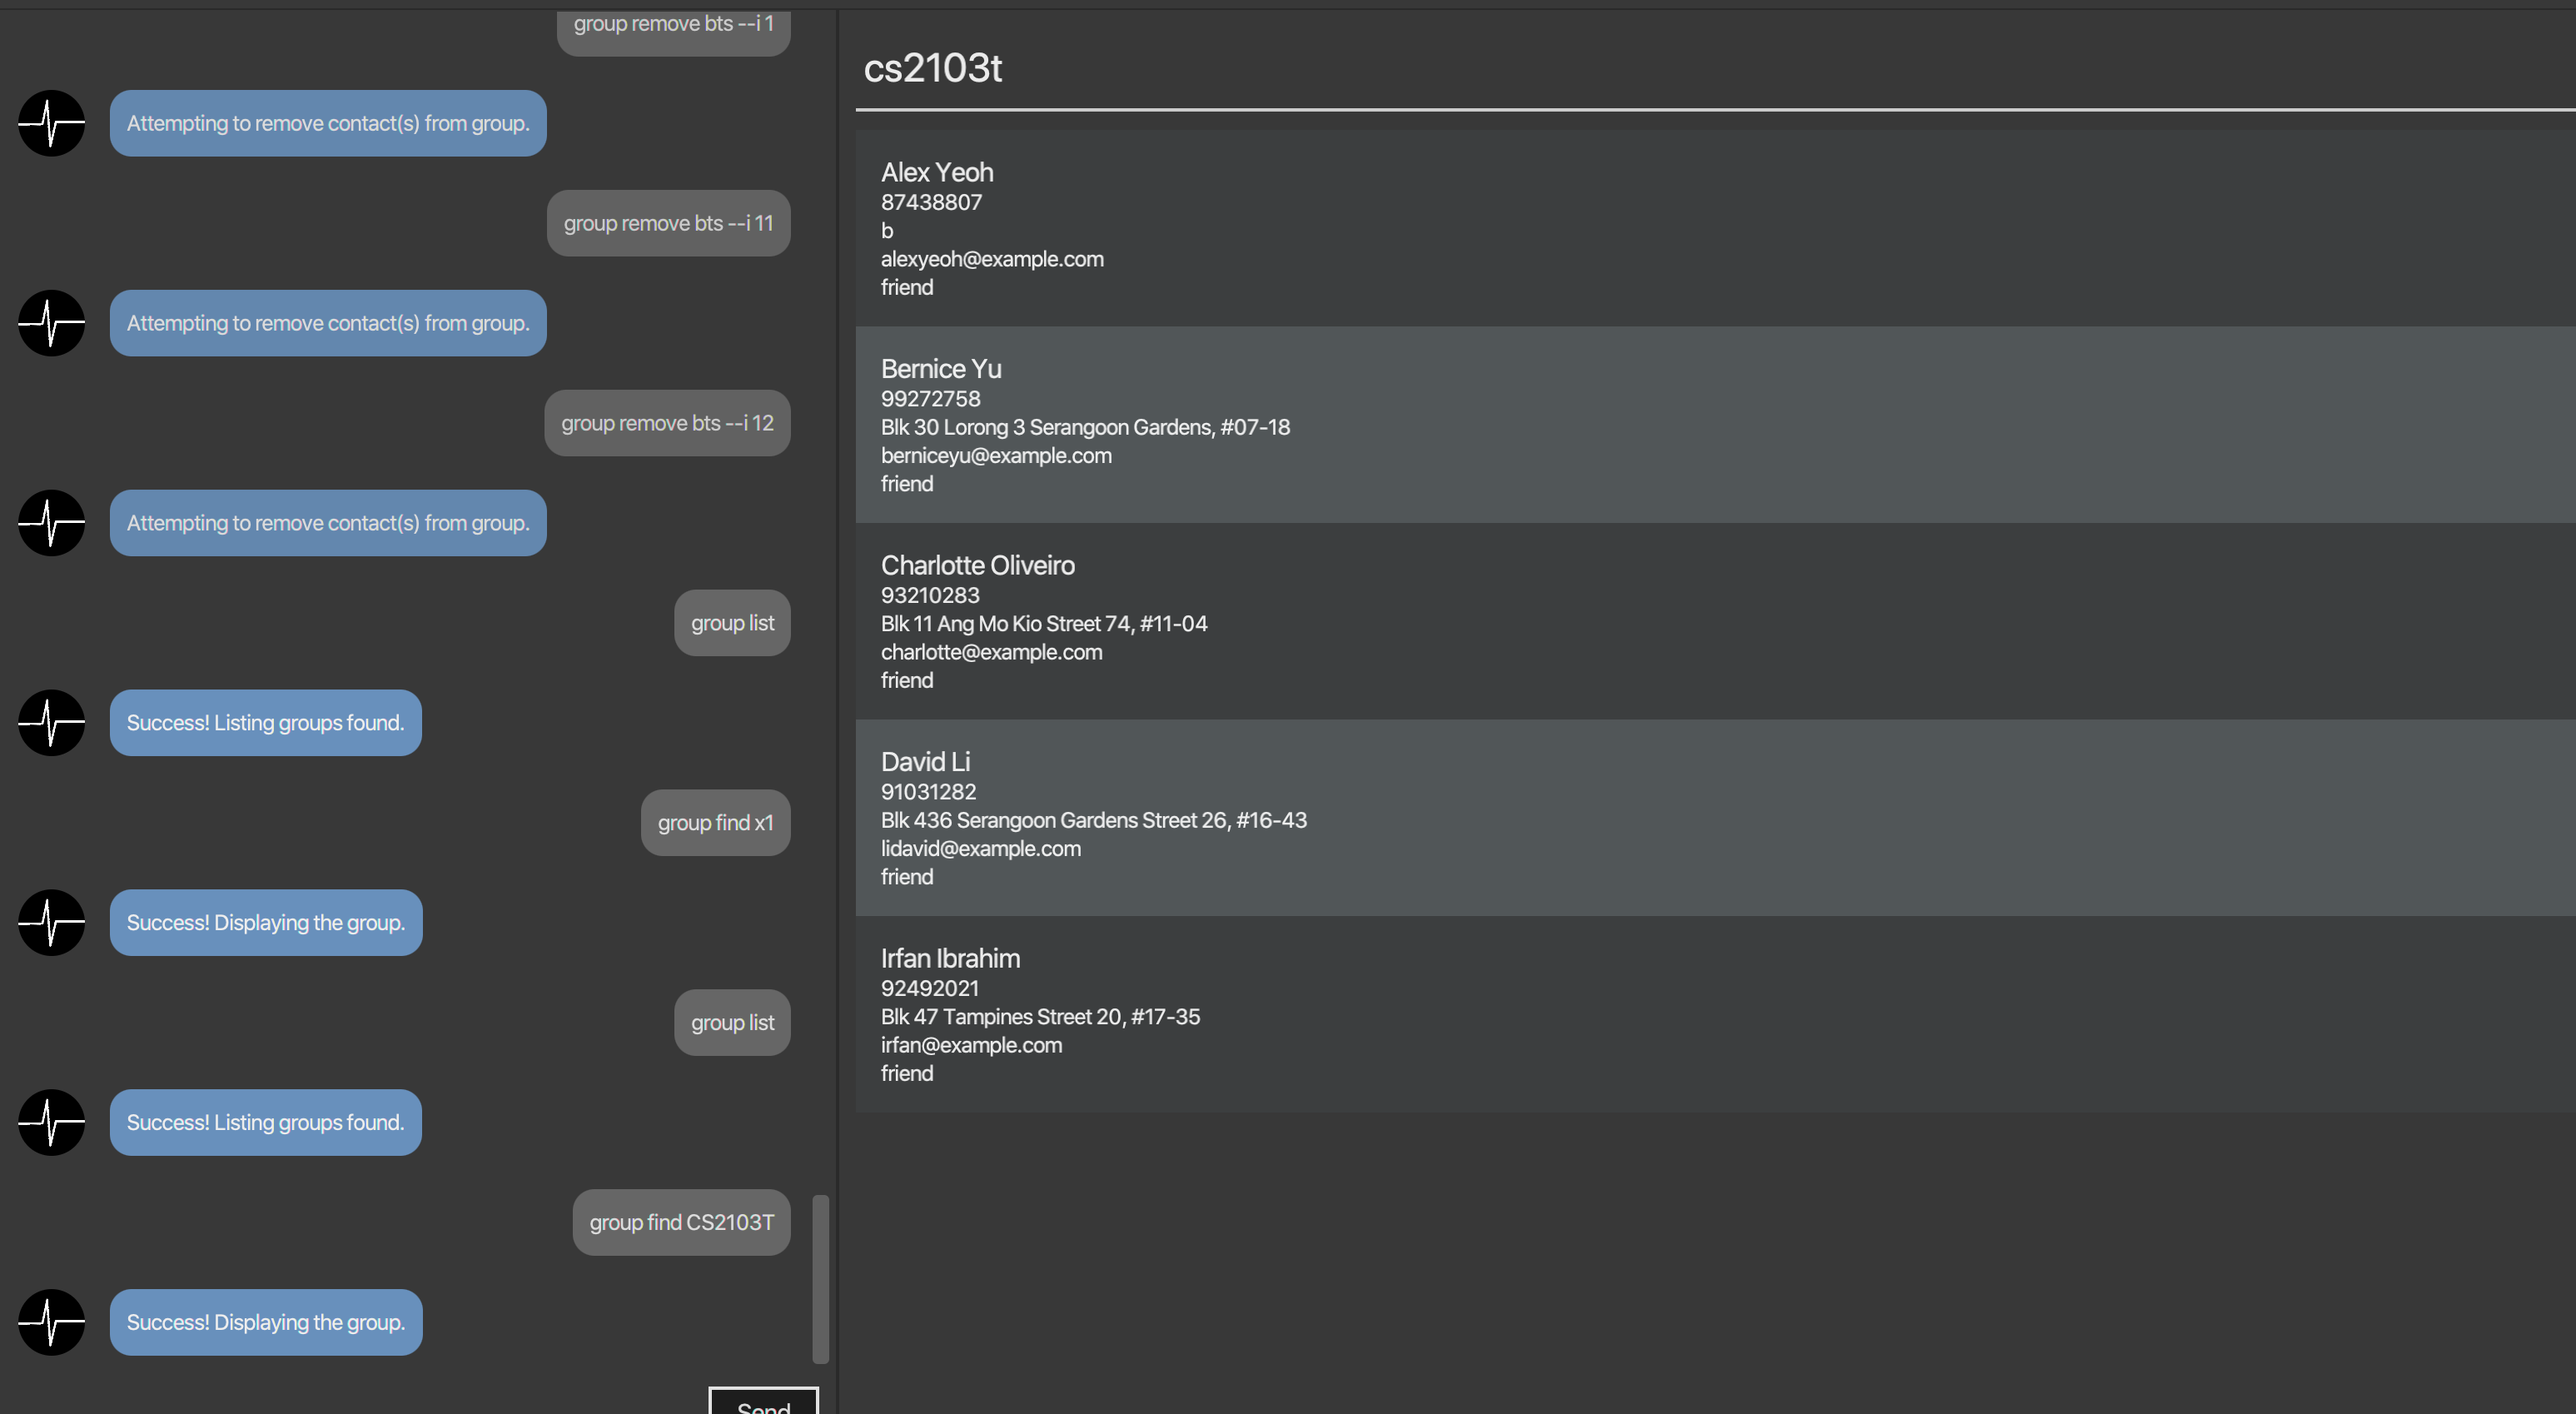 group remove bts --i 1
Attempting to remove contact(s) from group.
group remove bts --i 11
Attempting to remove contact(s) from group.
group remove bts --i 12
Attempting to remove contact(s) from group.
group list
Success! Listing groups found.
group find x1
Success! Displaying the group.
group list
Success! Listing groups found.
group find CS2103T
Success! Displaying the group.
Send
cs2103t
Alex Yeoh
87438807
b
alexyeoh@example.com
friend
Bernice Yu
99272758
Blk 30 Lorong 3 Serangoon Gardens, #07-18
berniceyu@example.com
friend
Charlotte Oliveiro
93210283
Blk 11 Ang Mo Kio Street 74, #11-04
charlotte@example.com
friend
David Li
91031282
Blk 436 Serangoon Gardens Street 26, #16-43
lidavid@example.com
friend
Irfan Ibrahim
92492021
Blk 47 Tampines Street 20, #17-35
irfan@example.com
friend